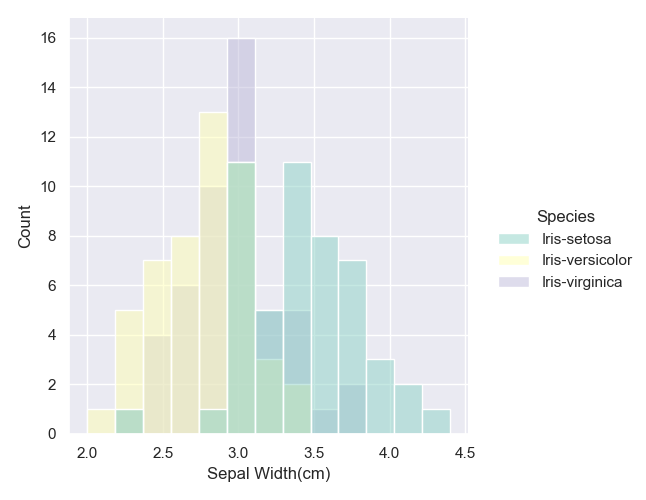 16
14
12
10
8
6
4
2
0
Count
2.0 2.5 3.0 3.5 4.0 4.5
Sepal Width(cm)
Species
Iris-setosa
Iris-versicolor
Iris-virginica